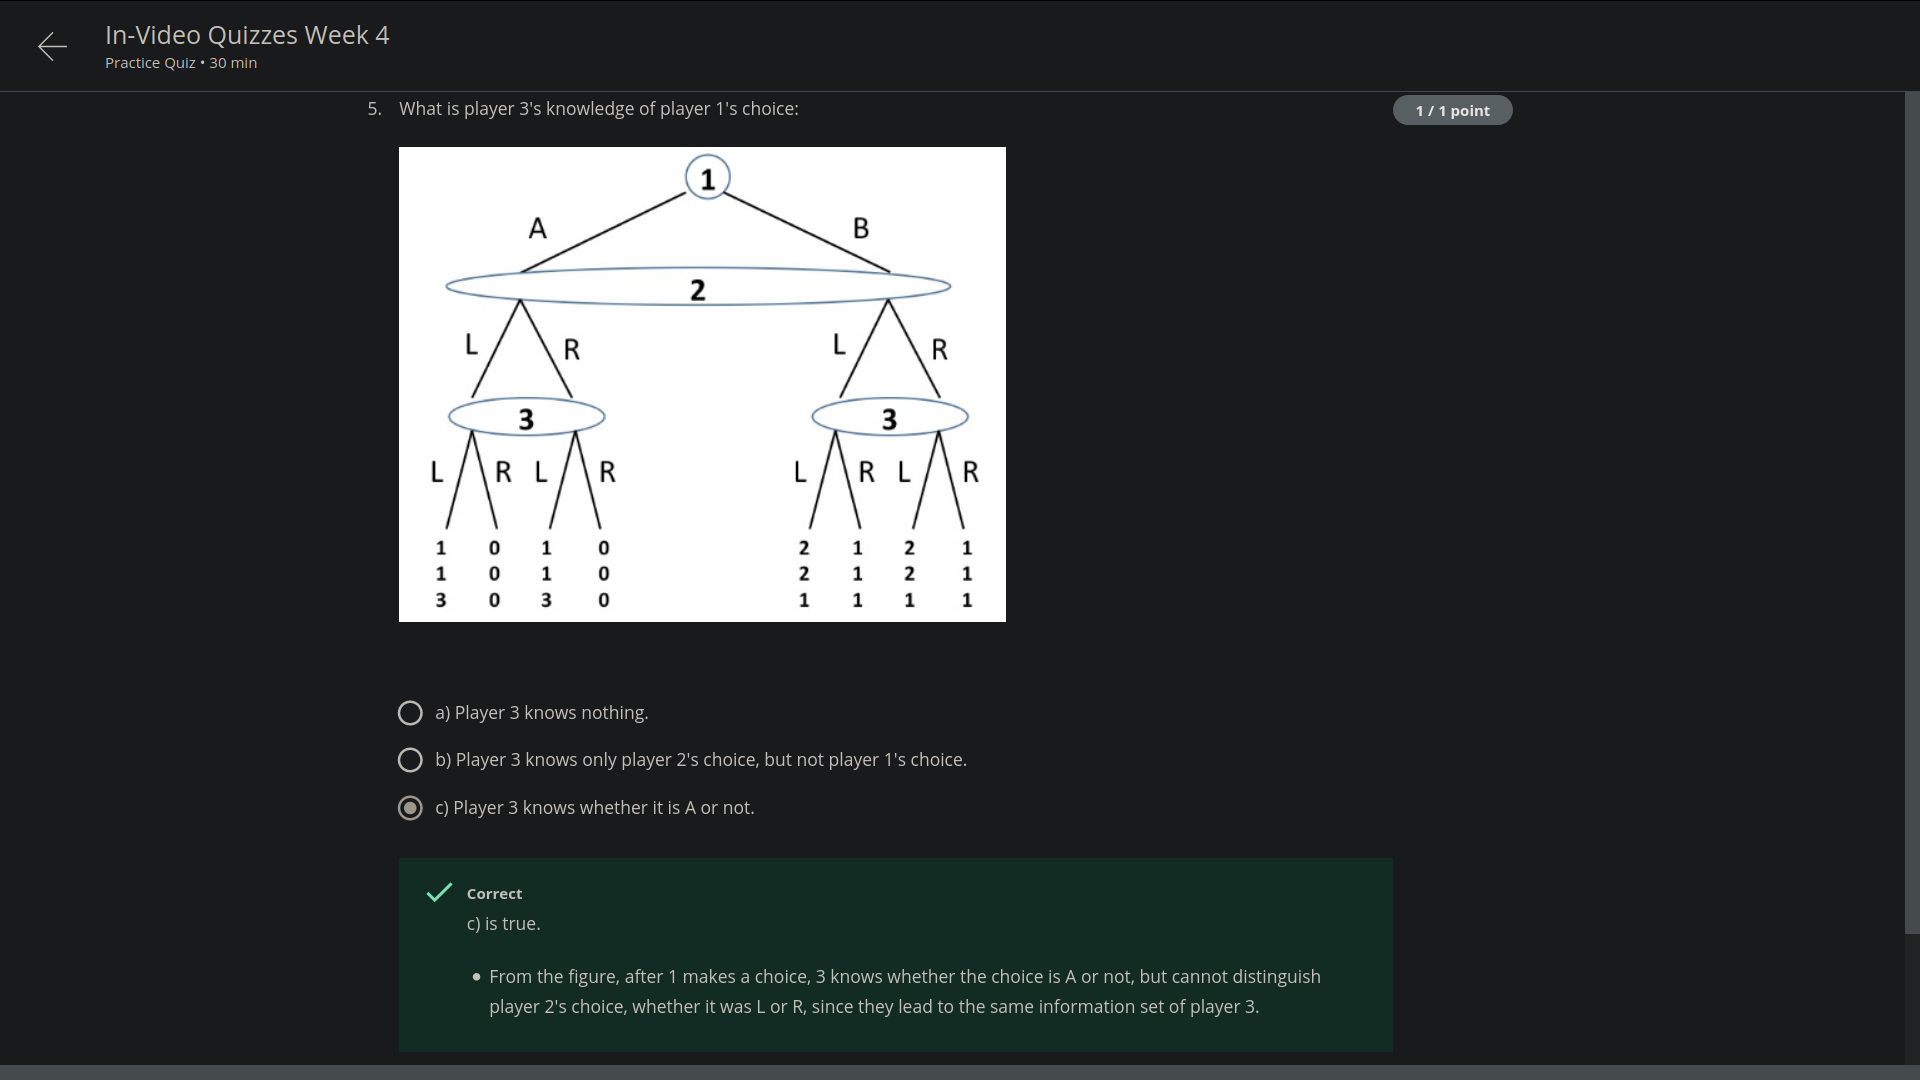 In-Video Quizzes Week 4
Practice Quiz • 30 min
5. What is player 3's knowledge of player 1's choice:
1 / 1 point
1
A B
2
L R L R
3 3
L R L R L R L R
1 0 1 0 2 1 2 1
1 0 1 0 2 1 2 1
3 0 3 0 1 1 1 1
a) Player 3 knows nothing.
b) Player 3 knows only player 2's choice, but not player 1's choice.
c) Player 3 knows whether it is A or not.
Correct
c) is true.
• From the figure, after 1 makes a choice, 3 knows whether the choice is A or not, but cannot distinguish
player 2's choice, whether it was L or R, since they lead to the same information set of player 3.